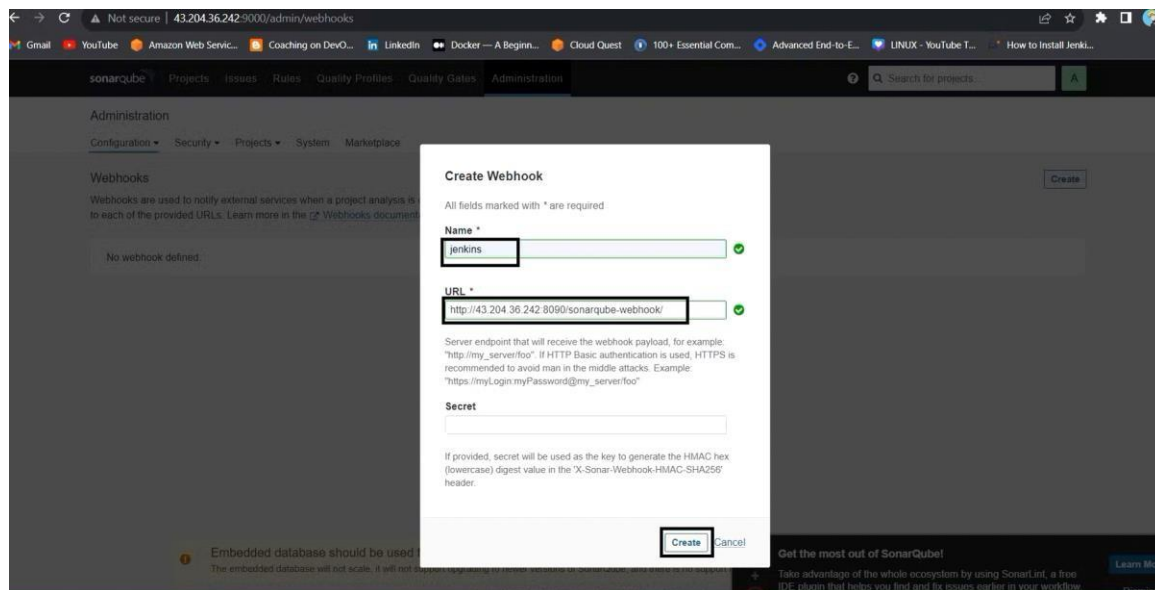 Not secure | 43.204.36.242:9000/admin/webhooks
Gmail YouTube Amazon Web Servic... Coaching on DevO... LinkedIn Docker — A Beginn... Cloud Quest 100+ Essential Com... Advanced End-to-E... LINUX - YouTube T... How to Install Jenki...
sonarqube Projects Issues Rules Quality Profiles Quality Gates Administration Search for projects... A
Administration
Configuration Security Projects System Marketplace
Webhooks
Create
Webhooks are used to notify external services when a project analysis is
to each of the provided URLs. Learn more in the Webhooks document
No webhook defined.
Create Webhook
All fields marked with * are required
Name *
jenkins
URL *
http://43.204.36.242:8090/sonarqube-webhook/
Server endpoint that will receive the webhook payload, for example:
"http://my_server/foo". If HTTP Basic authentication is used, HTTPS is
recommended to avoid man in the middle attacks. Example:
"https://myLogin:myPassword@my_server/foo"
Secret
If provided, secret will be used as the key to generate the HMAC hex
(lowercase) digest value in the 'X-Sonar-Webhook-HMAC-SHA256'
header.
Create Cancel
Embedded database should be used
The embedded database will not scale, it will not support upgrading to newer versions of SonarQube, and there is no support
Get the most out of SonarQube!
Take advantage of the whole ecosystem by using SonarLint, a free
IDE plugin that helps you find and fix issues earlier in your workflow.
Learn Mo